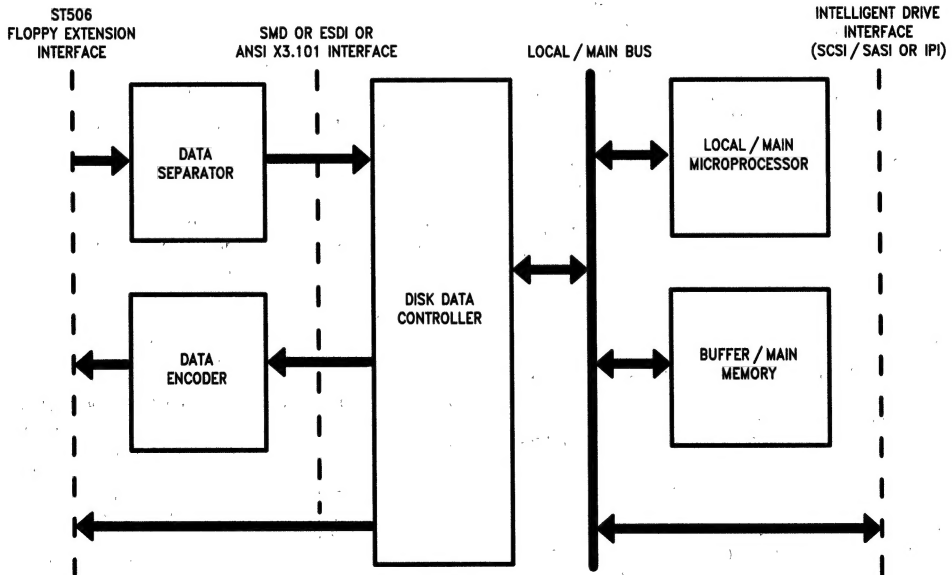 ST506
FLOPPY EXTENSION
INTERFACE
SMD OR ESDI OR
ANSI X3.101 INTERFACE
LOCAL / MAIN BUS
INTELLIGENT DRIVE
INTERFACE
(SCSI / SASI OR IPI)
DATA
SEPARATOR
LOCAL / MAIN
MICROPROCESSOR
DISK DATA
CONTROLLER
DATA
ENCODER
BUFFER / MAIN
MEMORY